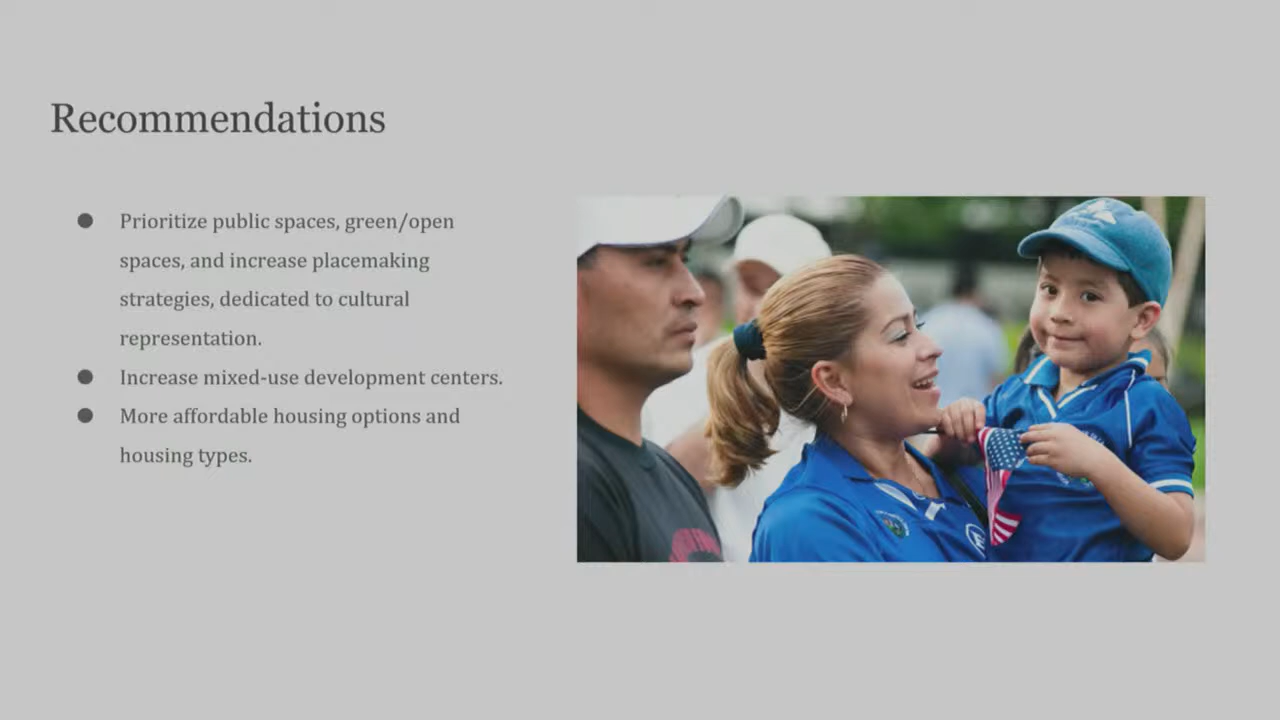 Recommendations
● Prioritize public spaces, green/open
spaces, and increase placemaking
strategies, dedicated to cultural
representation.
● Increase mixed-use development centers.
● More affordable housing options and
housing types.